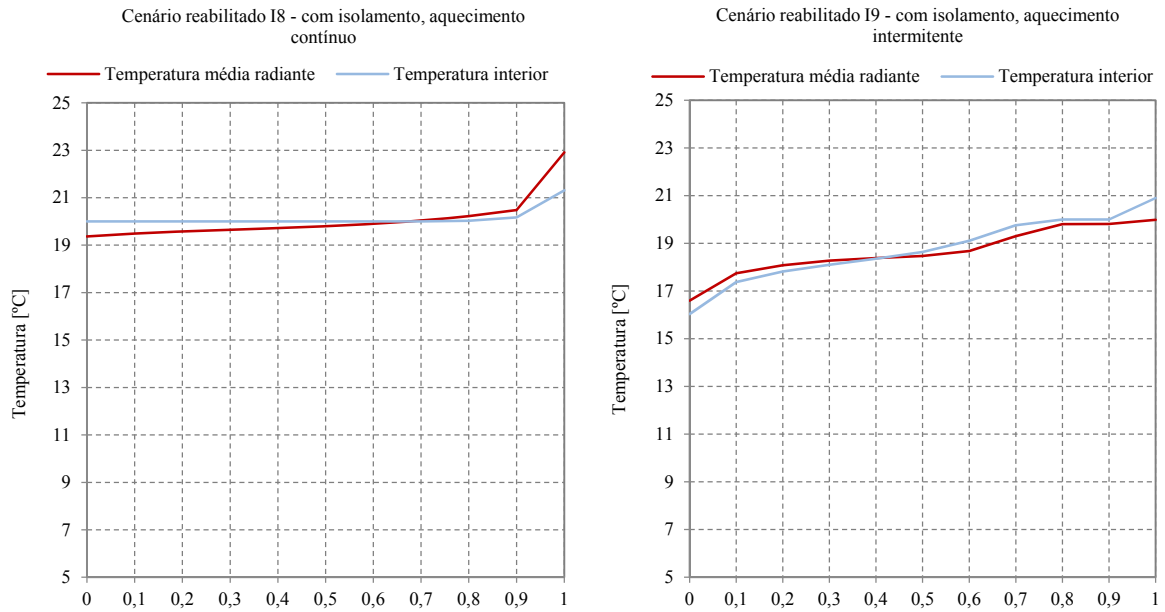 Cenário reabilitado I8 - com isolamento, aquecimento
contínuo
Temperatura média radiante
Temperatura interior
Temperatura [ºC]
25
23
21
19
17
15
13
11
9
7
5
0 0,1 0,2 0,3 0,4 0,5 0,6 0,7 0,8 0,9 1
Cenário reabilitado I9 - com isolamento, aquecimento
intermitente
Temperatura média radiante
Temperatura interior
Temperatura [ºC]
25
23
21
19
17
15
13
11
9
7
5
0 0,1 0,2 0,3 0,4 0,5 0,6 0,7 0,8 0,9 1